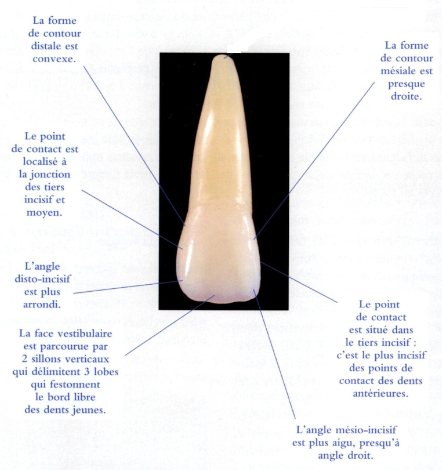 La forme
de contour
distale est
convexe.
La forme
de contour
mésiale est
presque
droite.
Le point
de contact est
localisé à
la jonction
des tiers
incisif et
moyen.
L'angle
disto-incisif
est plus
arrondi.
Le point
de contact
est situé dans
le tiers incisif :
c'est le plus incisif
des points de
contact des dents
antérieures.
La face vestibulaire
est parcourue par
2 sillons verticaux
qui délimitent 3 lobes
qui festonnent
le bord libre
des dents jeunes.
L'angle mésio-incisif
est plus aigu, presqu'à
angle droit.